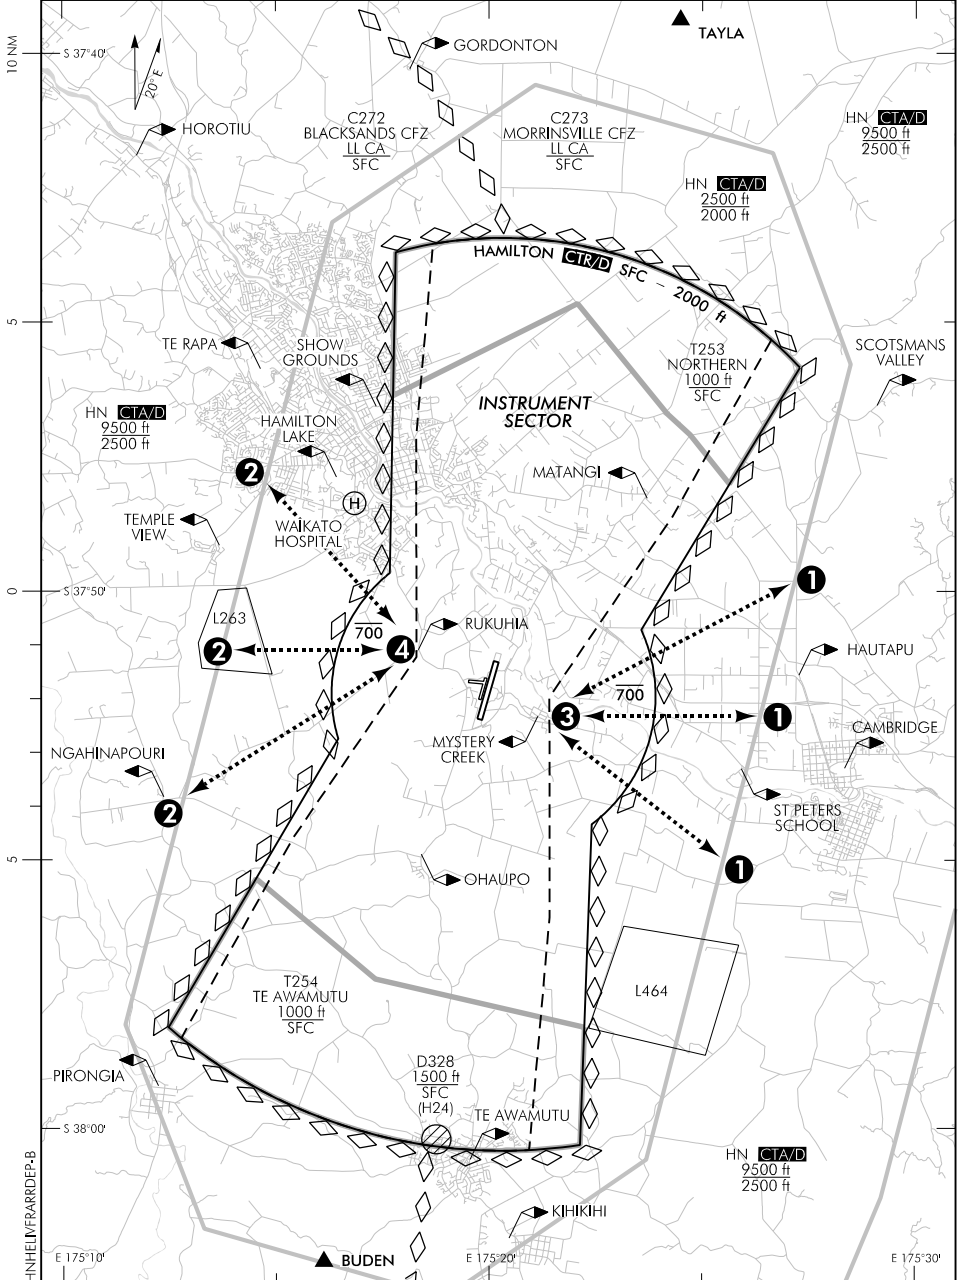 TAYLA
GORDONTON
10 NM
S 37°40'
20° E
HOROTIU
C272
BLACKSANDS CFZ
LL CA
SFC
C273
MORRINSVILLE CFZ
LL CA
SFC
HN CTA/D
9500 ft
2500 ft
HN CTA/D
2500 ft
2000 ft
HAMILTON CTR/D SFC – 2000 ft
5
TE RAPA
SHOW
GROUNDS
T253
NORTHERN
1000 ft
SFC
SCOTSMANS
VALLEY
HN CTA/D
9500 ft
2500 ft
INSTRUMENT
SECTOR
HAMILTON
LAKE
2
MATANGI
H
TEMPLE
VIEW
WAIKATO
HOSPITAL
0
S 37°50'
1
L263
700
RUKUHIA
2
4
HAUTAPU
700
3
1
MYSTERY
CREEK
CAMBRIDGE
NGAHINAPOURI
2
ST PETERS
SCHOOL
5
OHAUPO
1
T254
TE AWAMUTU
1000 ft
SFC
L464
PIRONGIA
D328
1500 ft
SFC
(H24)
TE AWAMUTU
S 38°00'
HN CTA/D
9500 ft
2500 ft
KIHIKIHI
HNHELIVFRARRDEP-B
E 175°10'
BUDEN
E 175°20'
E 175°30'